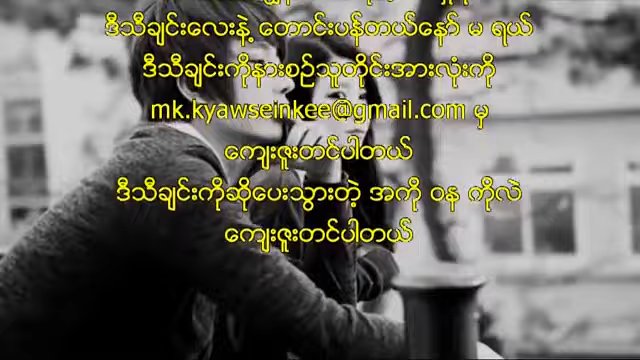 ဒီသီချင်းလေးနဲ့ တောင်းပန်တယ်နော် မ ရယ်
ဒီသီချင်းကိုနားစဉ်သူတိုင်းအားလုံးကို
mk.kyawseinkee@gmail.com မှ
ကျေးဇူးတင်ပါတယ်
ဒီသီချင်းကိုဆိုပေးသွားတဲ့ အကို ဝန ကိုလဲ
ကျေးဇူးတင်ပါတယ်